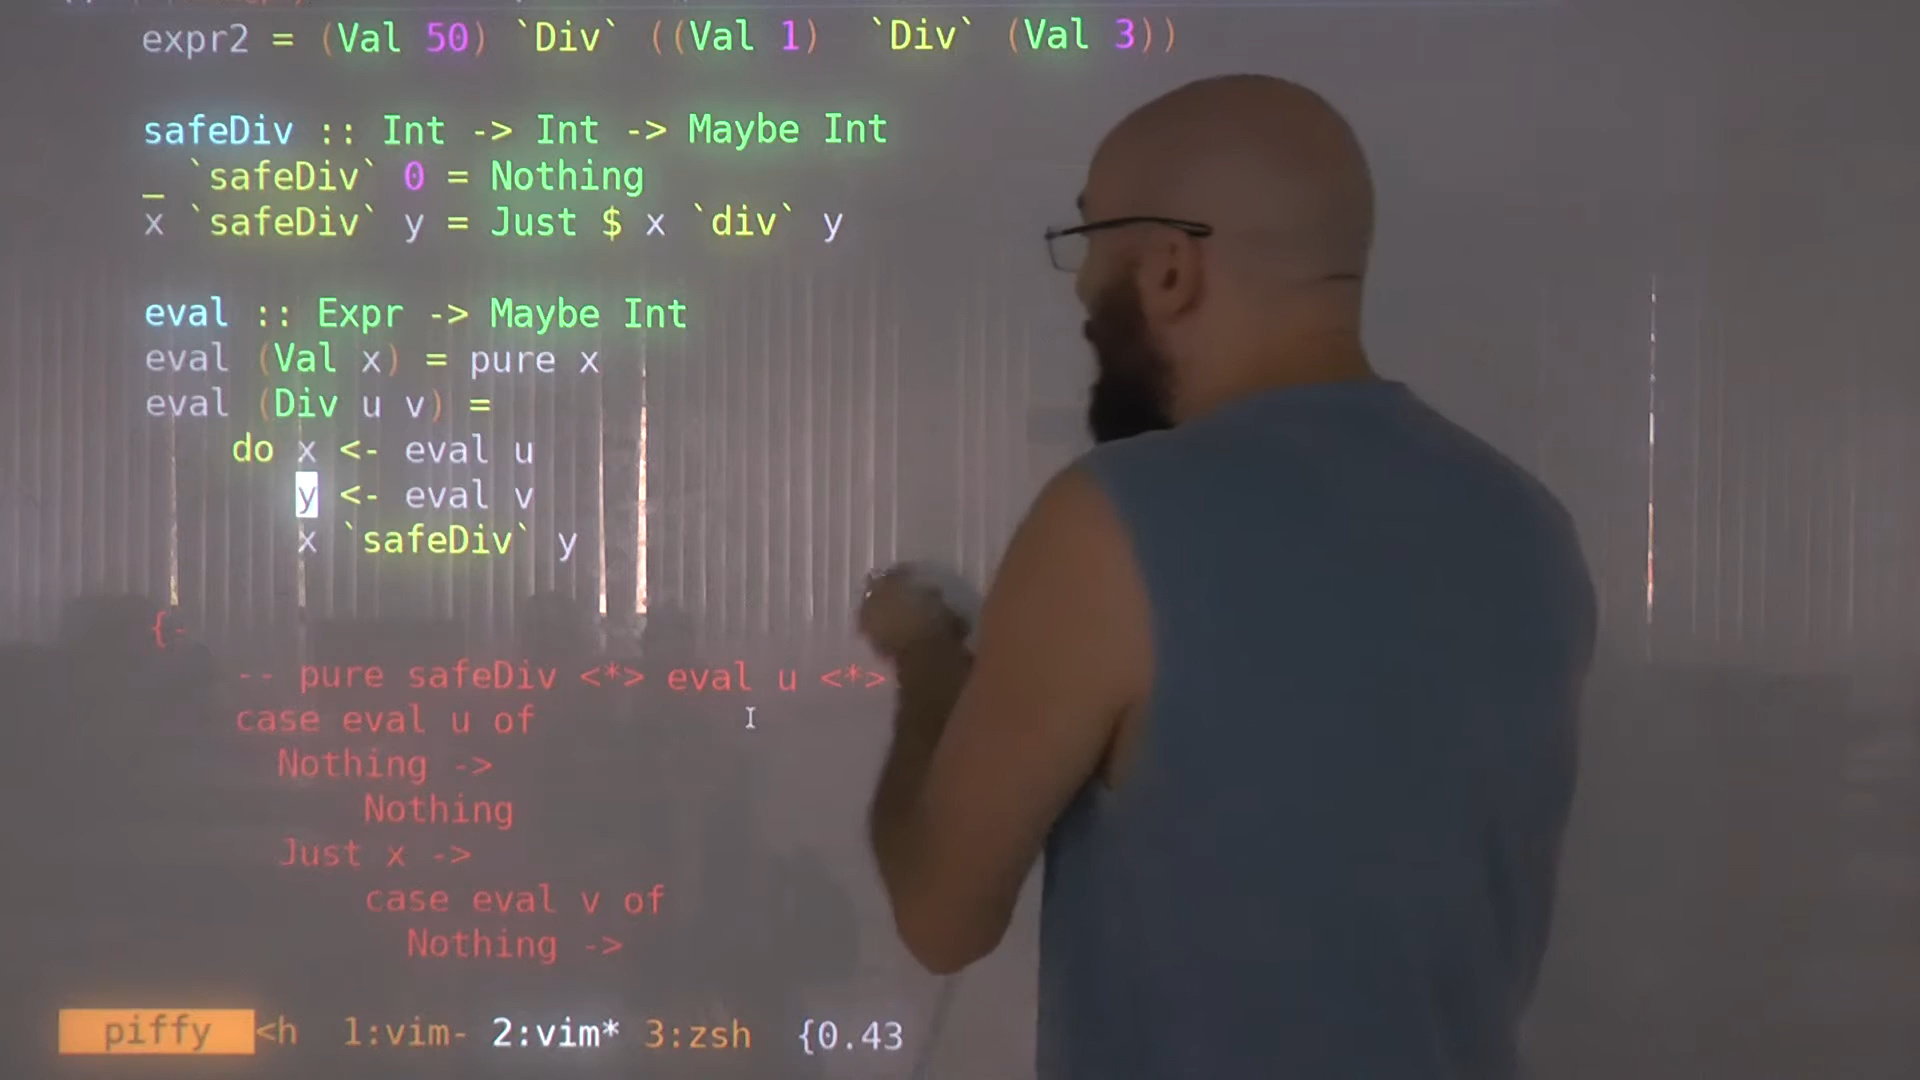 expr2 = (Val 50) `Div` ((Val 1)  `Div` (Val 3))
safeDiv :: Int -> Int -> Maybe Int
_ `safeDiv` 0 = Nothing
x `safeDiv` y = Just $ x `div` y
eval :: Expr -> Maybe Int
eval (Val x) = pure x
eval (Div u v) =
do x <- eval u
y <- eval v
x `safeDiv` y
{-
-- pure safeDiv <*> eval u <*>
case eval u of
Nothing ->
Nothing
Just x ->
case eval v of
Nothing ->
piffy <h 1:vim- 2:vim* 3:zsh {0.43